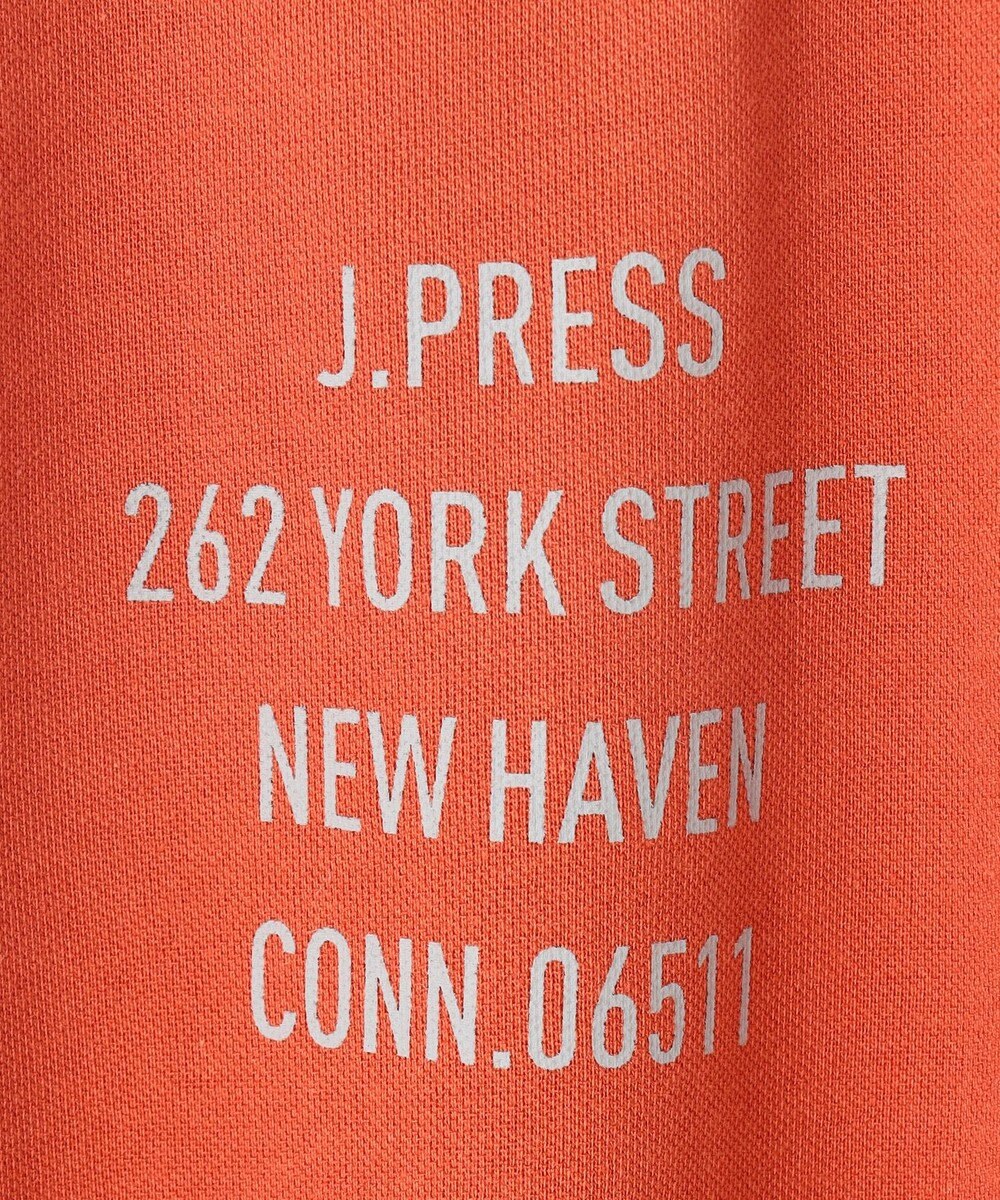 J.PRESS
262 YORK STREET
NEW HAVEN
CONN.06511